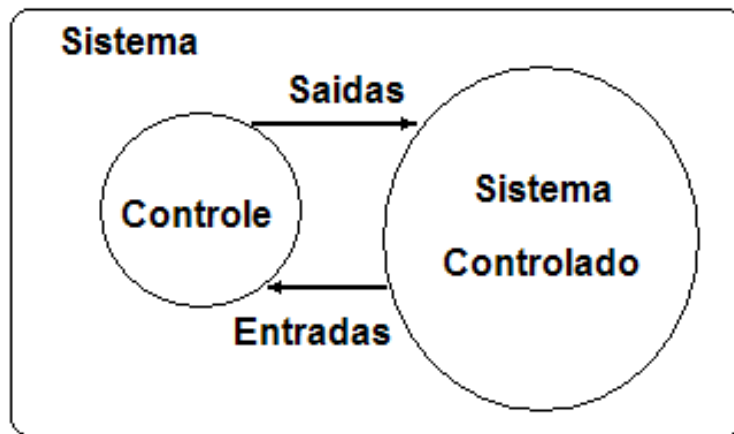 Sistema
Saidas
Controle
Sistema
Controlado
Entradas